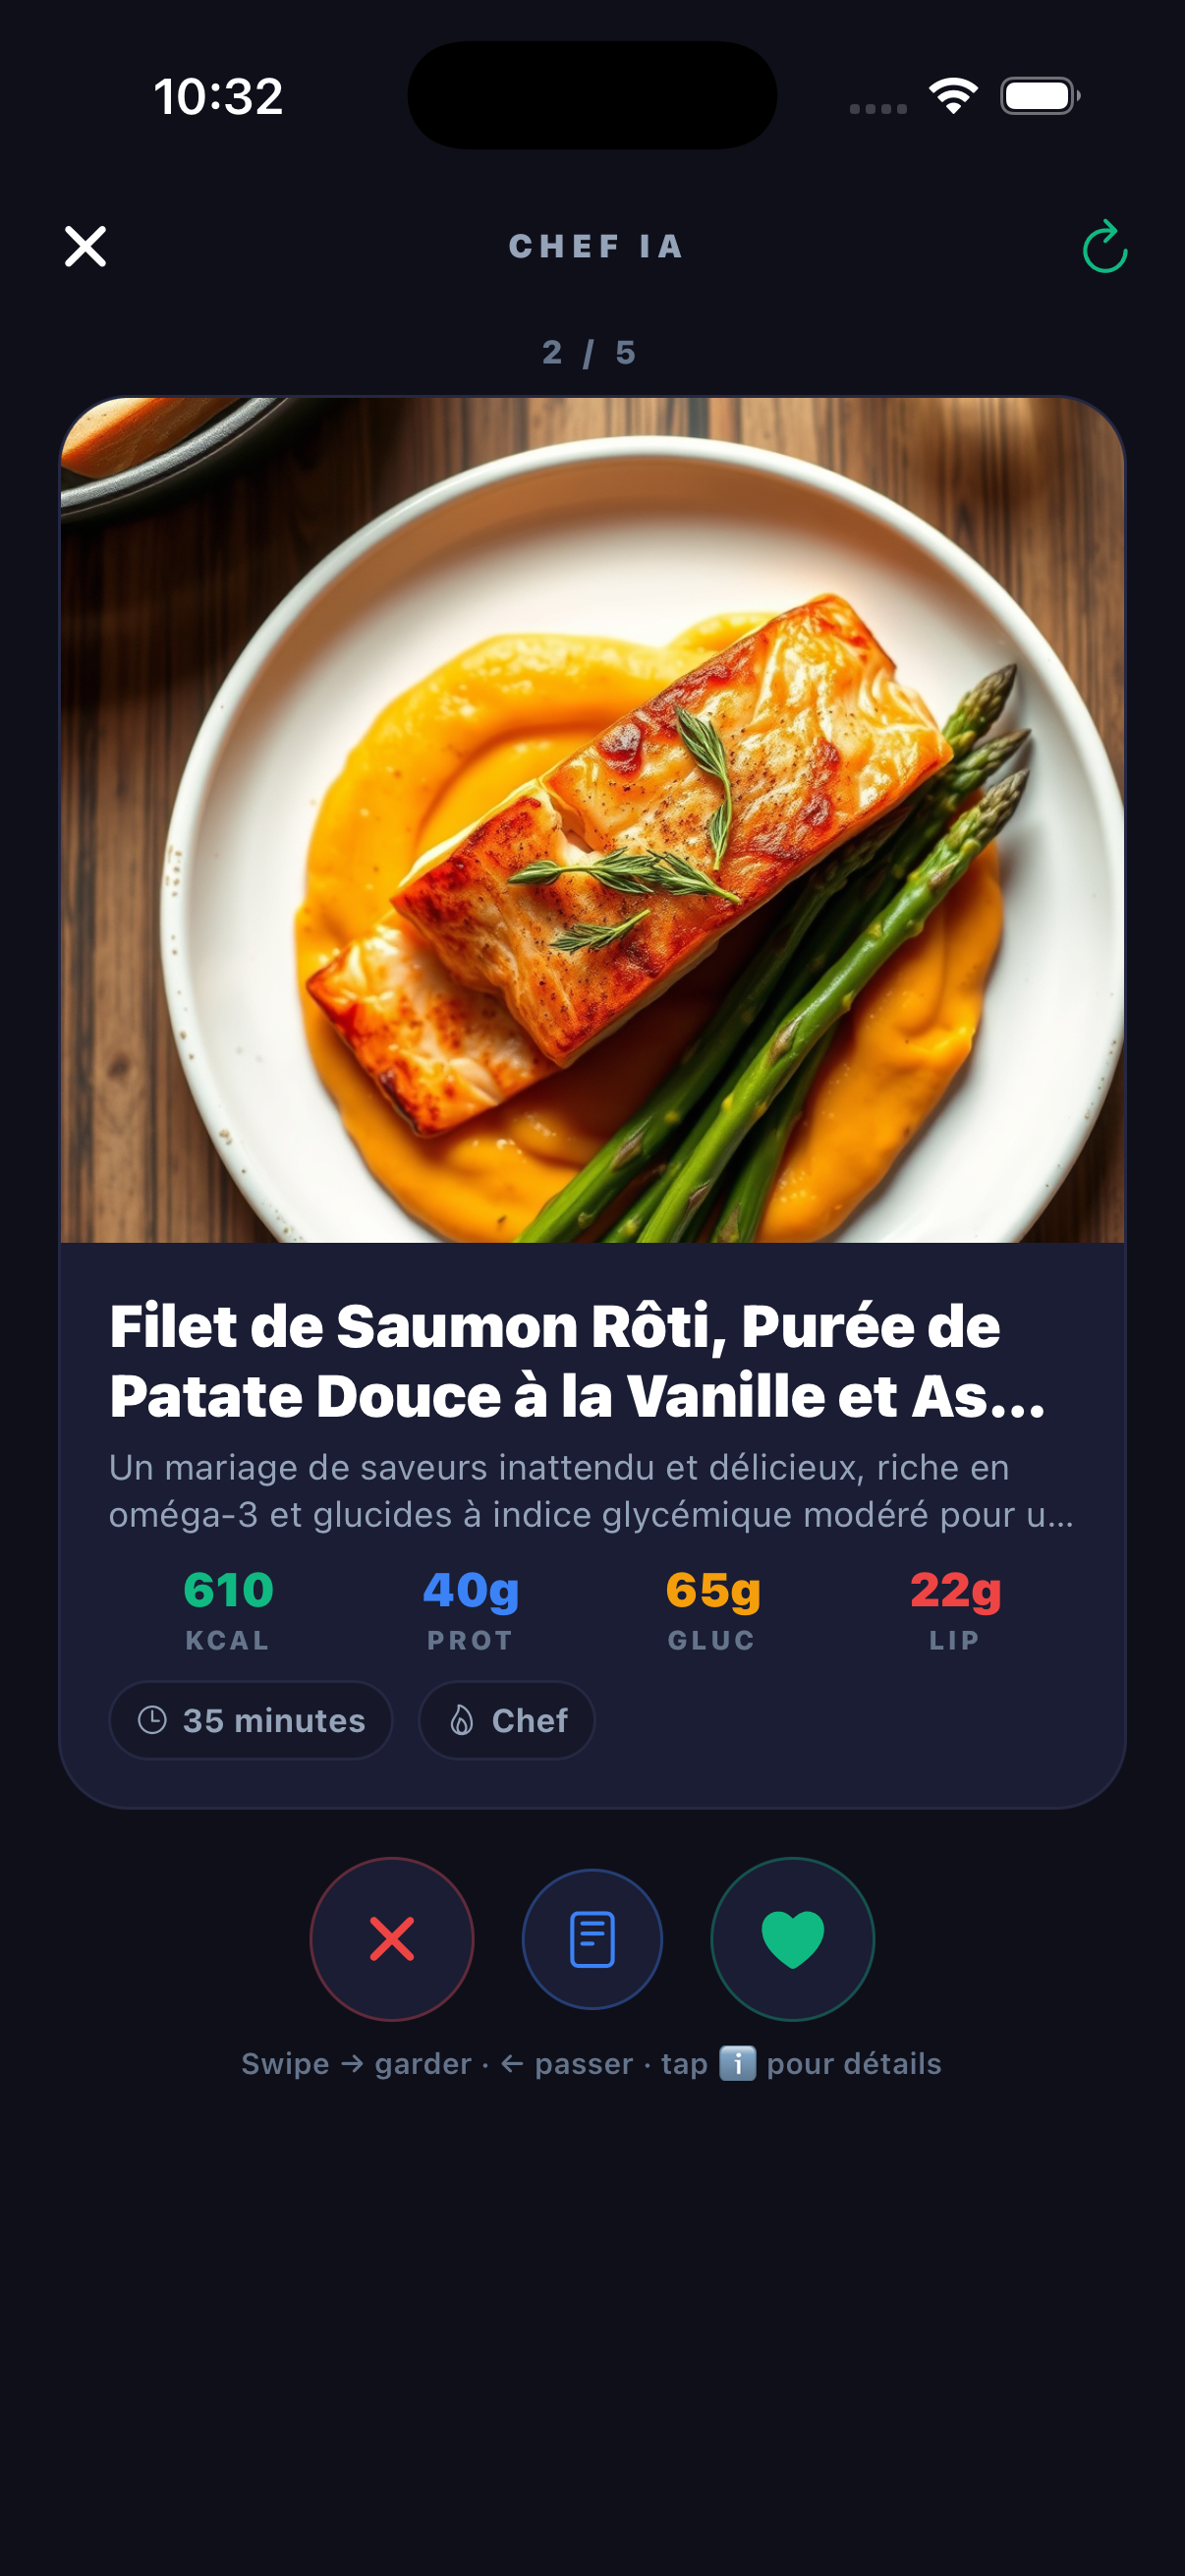 10:32
CHEF IA
2 / 5
Filet de Saumon Rôti, Purée de
Patate Douce à la Vanille et As...
Un mariage de saveurs inattendu et délicieux, riche en
oméga-3 et glucides à indice glycémique modéré pour u...
610 40g 65g 22g
KCAL PROT GLUC LIP
35 minutes Chef
Swipe → garder · ← passer · tap ℹ️ pour détails